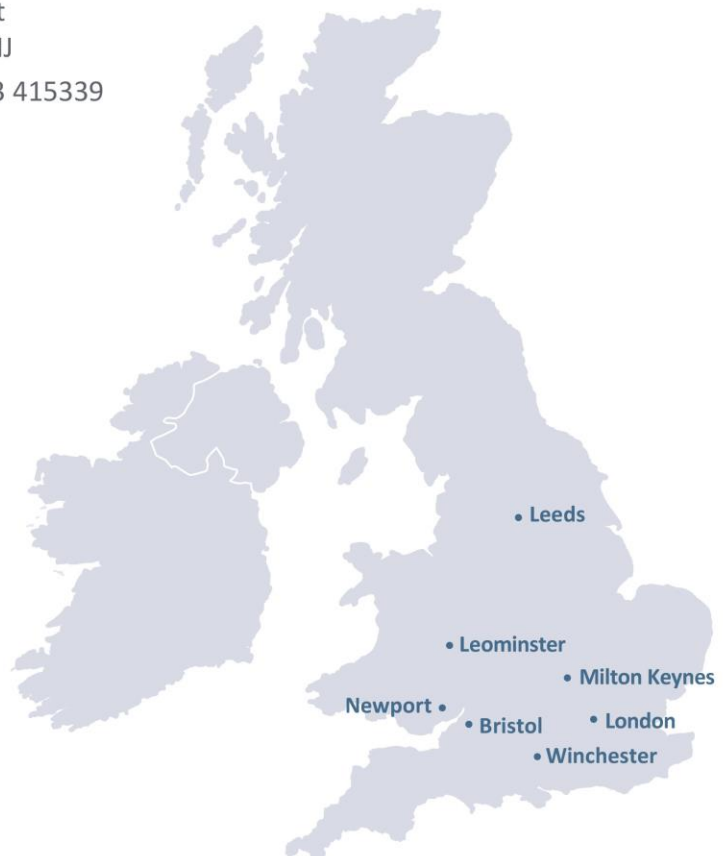 t
J
3 415339
Leeds
Leominster
Milton Keynes
Newport
London
Bristol
Winchester